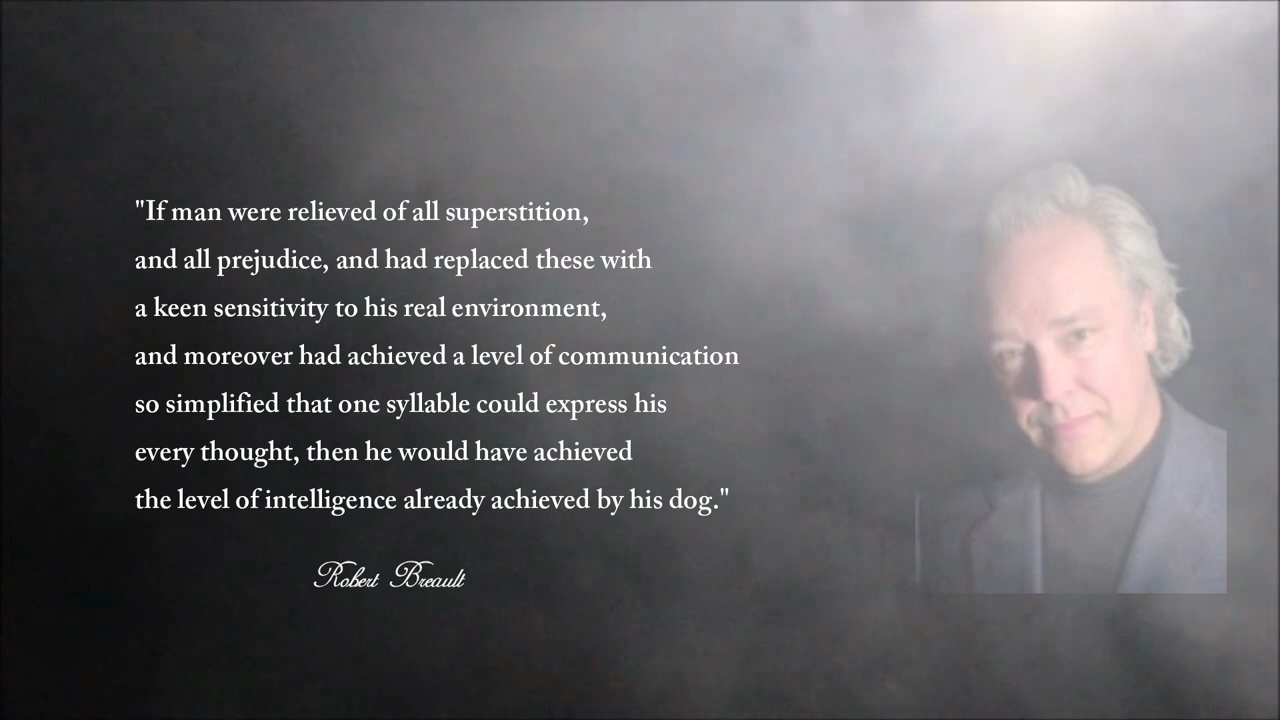 "If man were relieved of all superstition,
and all prejudice, and had replaced these with
a keen sensitivity to his real environment,
and moreover had achieved a level of communication
so simplified that one syllable could express his
every thought, then he would have achieved
the level of intelligence already achieved by his dog."
Robert Breault